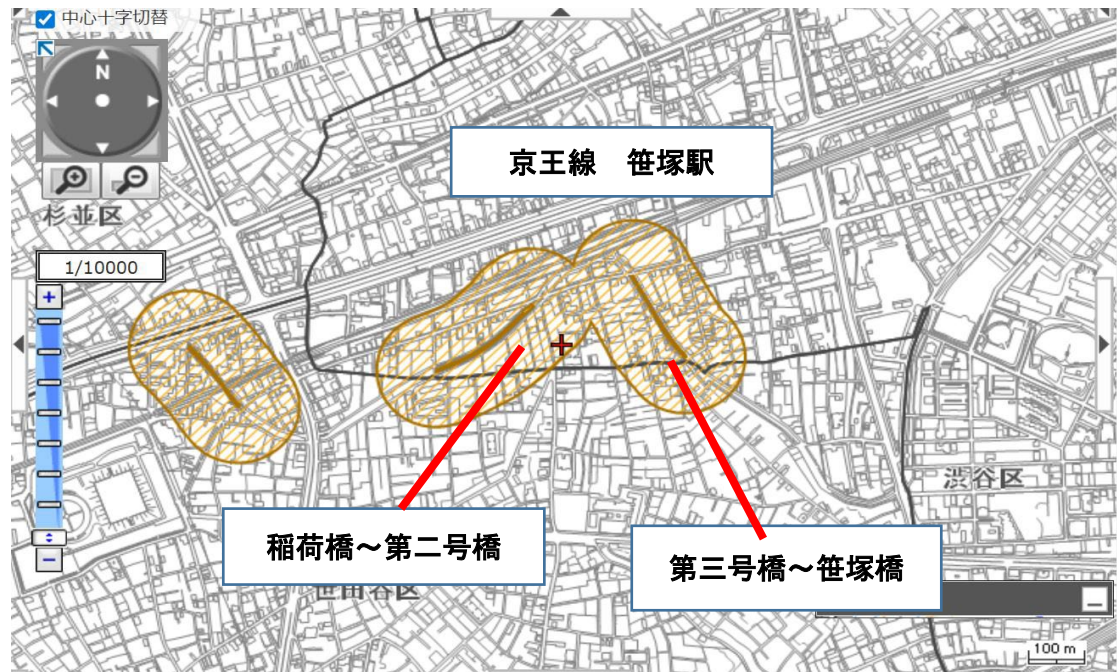 中心十字切替
N
京王線　笹塚駅
杉並区
1/10000
+
渋谷区
稲荷橋～第二号橋
第三号橋～笹塚橋
世田谷区
−
100 m